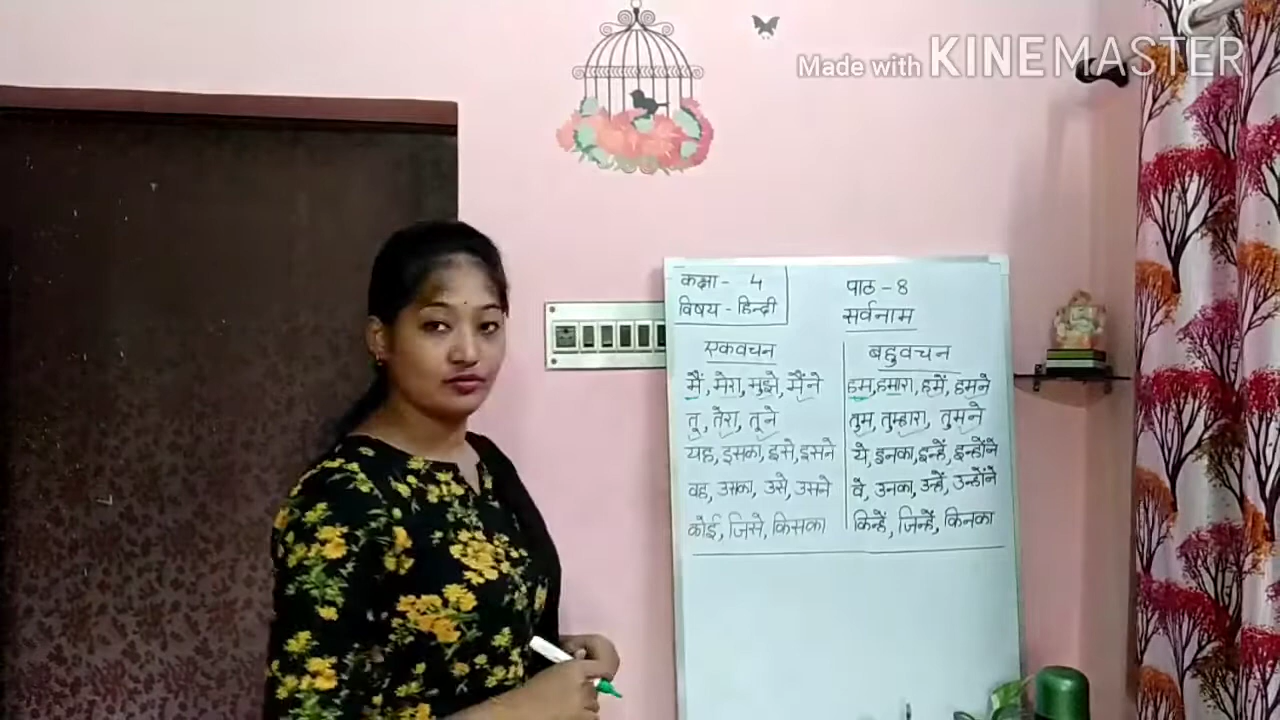 Made with KINEMASTER
कक्षा - 4
विषय - हिन्दी
पाठ - 8
सर्वनाम
एकवचन
बहुवचन
मैं, मेरा, मुझे, मैंने
हम, हमारा, हमें, हमने
तू, तेरा, तूने
तुम, तुम्हारा, तुमने
यह, इसका, इसे, इसने
ये, इनका, इन्हें, इन्होंने
वह, उसका, उसे, उसने
वे, उनका, उन्हें, उन्होंने
कोई, जिसे, किसका
किन्हें, जिन्हें, किनका